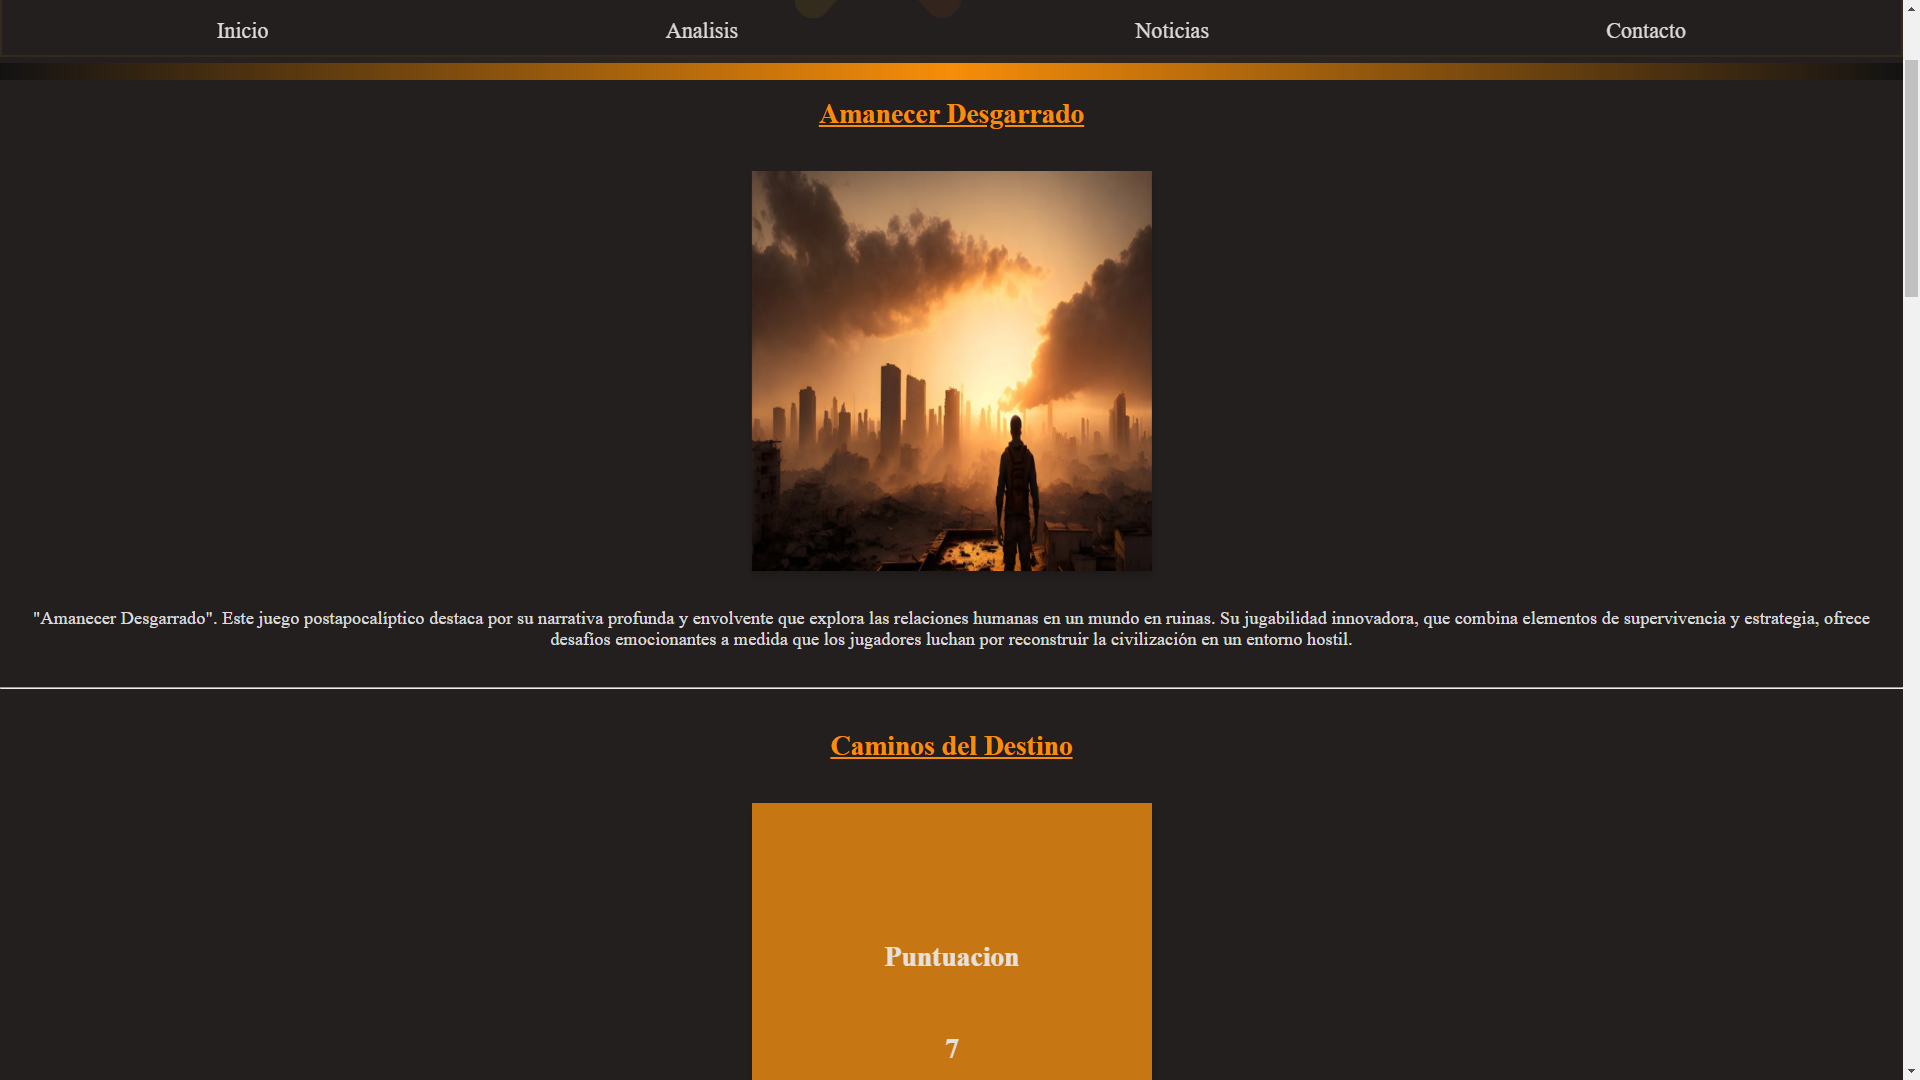 Inicio Analisis Noticias Contacto
Amanecer Desgarrado
"Amanecer Desgarrado". Este juego postapocalíptico destaca por su narrativa profunda y envolvente que explora las relaciones humanas en un mundo en ruinas. Su jugabilidad innovadora, que combina elementos de supervivencia y estrategia, ofrece
desafíos emocionantes a medida que los jugadores luchan por reconstruir la civilización en un entorno hostil.
Caminos del Destino
Puntuacion
7